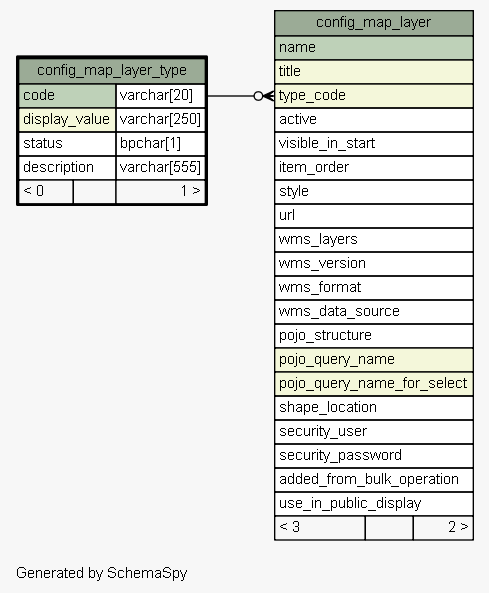 config_map_layer_type
code varchar[20]
display_value varchar[250]
status bpchar[1]
description varchar[555]
< 0 1 >
config_map_layer
name
title
type_code
active
visible_in_start
item_order
style
url
wms_layers
wms_version
wms_format
wms_data_source
pojo_structure
pojo_query_name
pojo_query_name_for_select
shape_location
security_user
security_password
added_from_bulk_operation
use_in_public_display
< 3 2 >
Generated by SchemaSpy